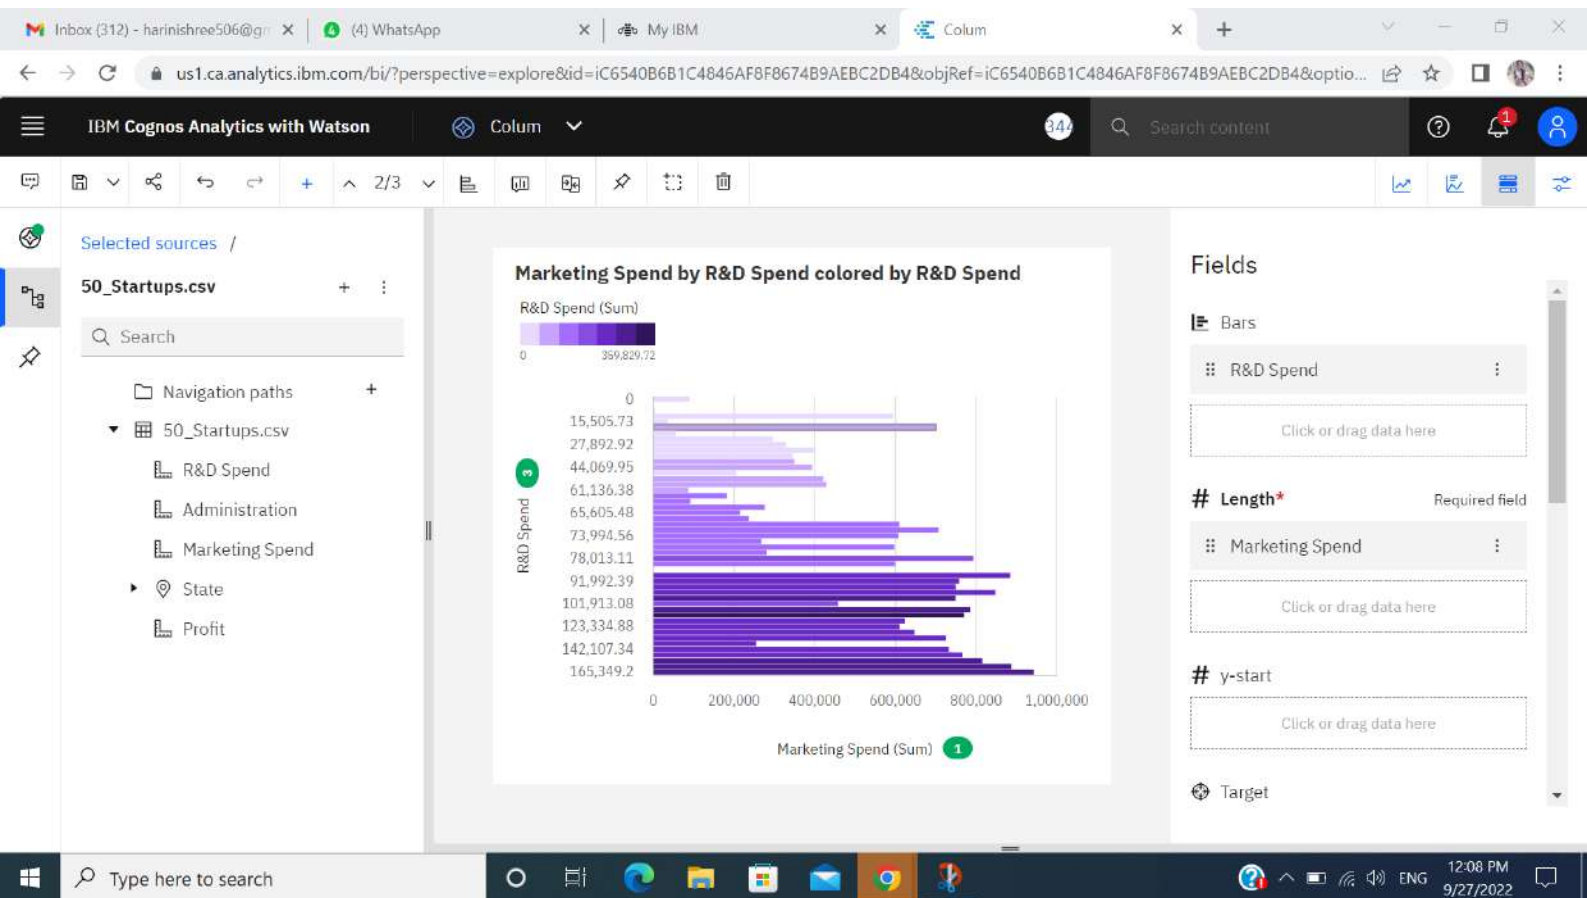 Inbox (312) - harinishree506@gm
4 (4) WhatsApp
My IBM
Colum
us1.ca.analytics.ibm.com/bi/?perspective=explore&id=iC6540B6B1C4846AF8F8674B9AEBC2DB4&objRef=iC6540B6B1C4846AF8F8674B9AEBC2DB4&optio...
IBM Cognos Analytics with Watson
Colum
344
Search content
1
2/3
Selected sources /
50_Startups.csv
Search
Navigation paths
50_Startups.csv
R&D Spend
Administration
Marketing Spend
State
Profit
Marketing Spend by R&D Spend colored by R&D Spend
R&D Spend (Sum)
0 359,829.72
R&D Spend 3
0
15,505.73
27,892.92
44,069.95
61,136.38
65,605.48
73,994.56
78,013.11
91,992.39
101,913.08
123,334.88
142,107.34
165,349.2
0 200,000 400,000 600,000 800,000 1,000,000
Marketing Spend (Sum) 1
Fields
Bars
R&D Spend
Click or drag data here
# Length* Required field
Marketing Spend
Click or drag data here
# y-start
Click or drag data here
Target
Type here to search
ENG
12:08 PM
9/27/2022